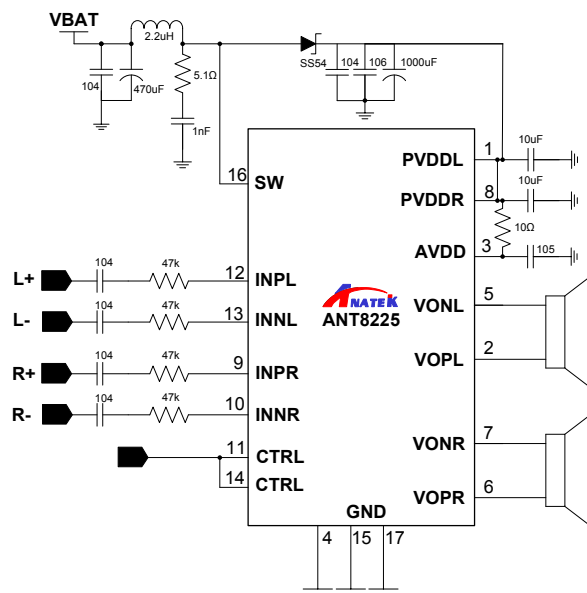 VBAT
2.2uH
104
470uF
5.1Ω
1nF
SS54
104
106
1000uF
16
SW
PVDDL
1
10uF
PVDDR
8
10uF
10Ω
AVDD
3
105
L+
104
47k
12
INPL
L-
104
47k
13
INNL
R+
104
47k
9
INPR
R-
104
47k
10
INNR
11
CTRL
14
CTRL
ANATEK
ANT8225
VONL
5
VOPL
2
VONR
7
VOPR
6
GND
4
15
17